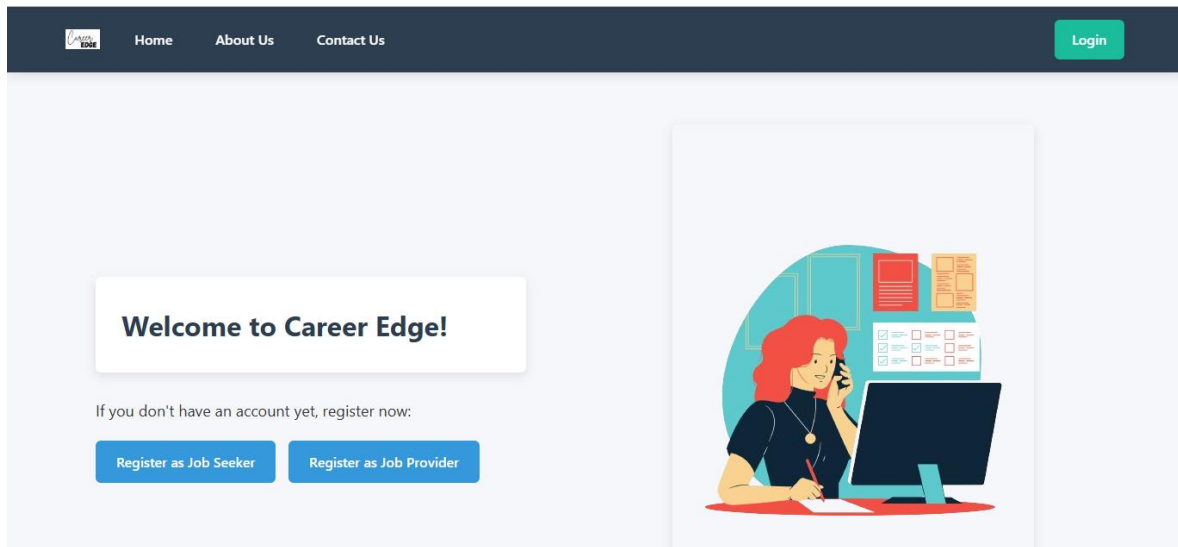 Career
EDGE
Home About Us Contact Us Login
Welcome to Career Edge!
If you don't have an account yet, register now:
Register as Job Seeker Register as Job Provider